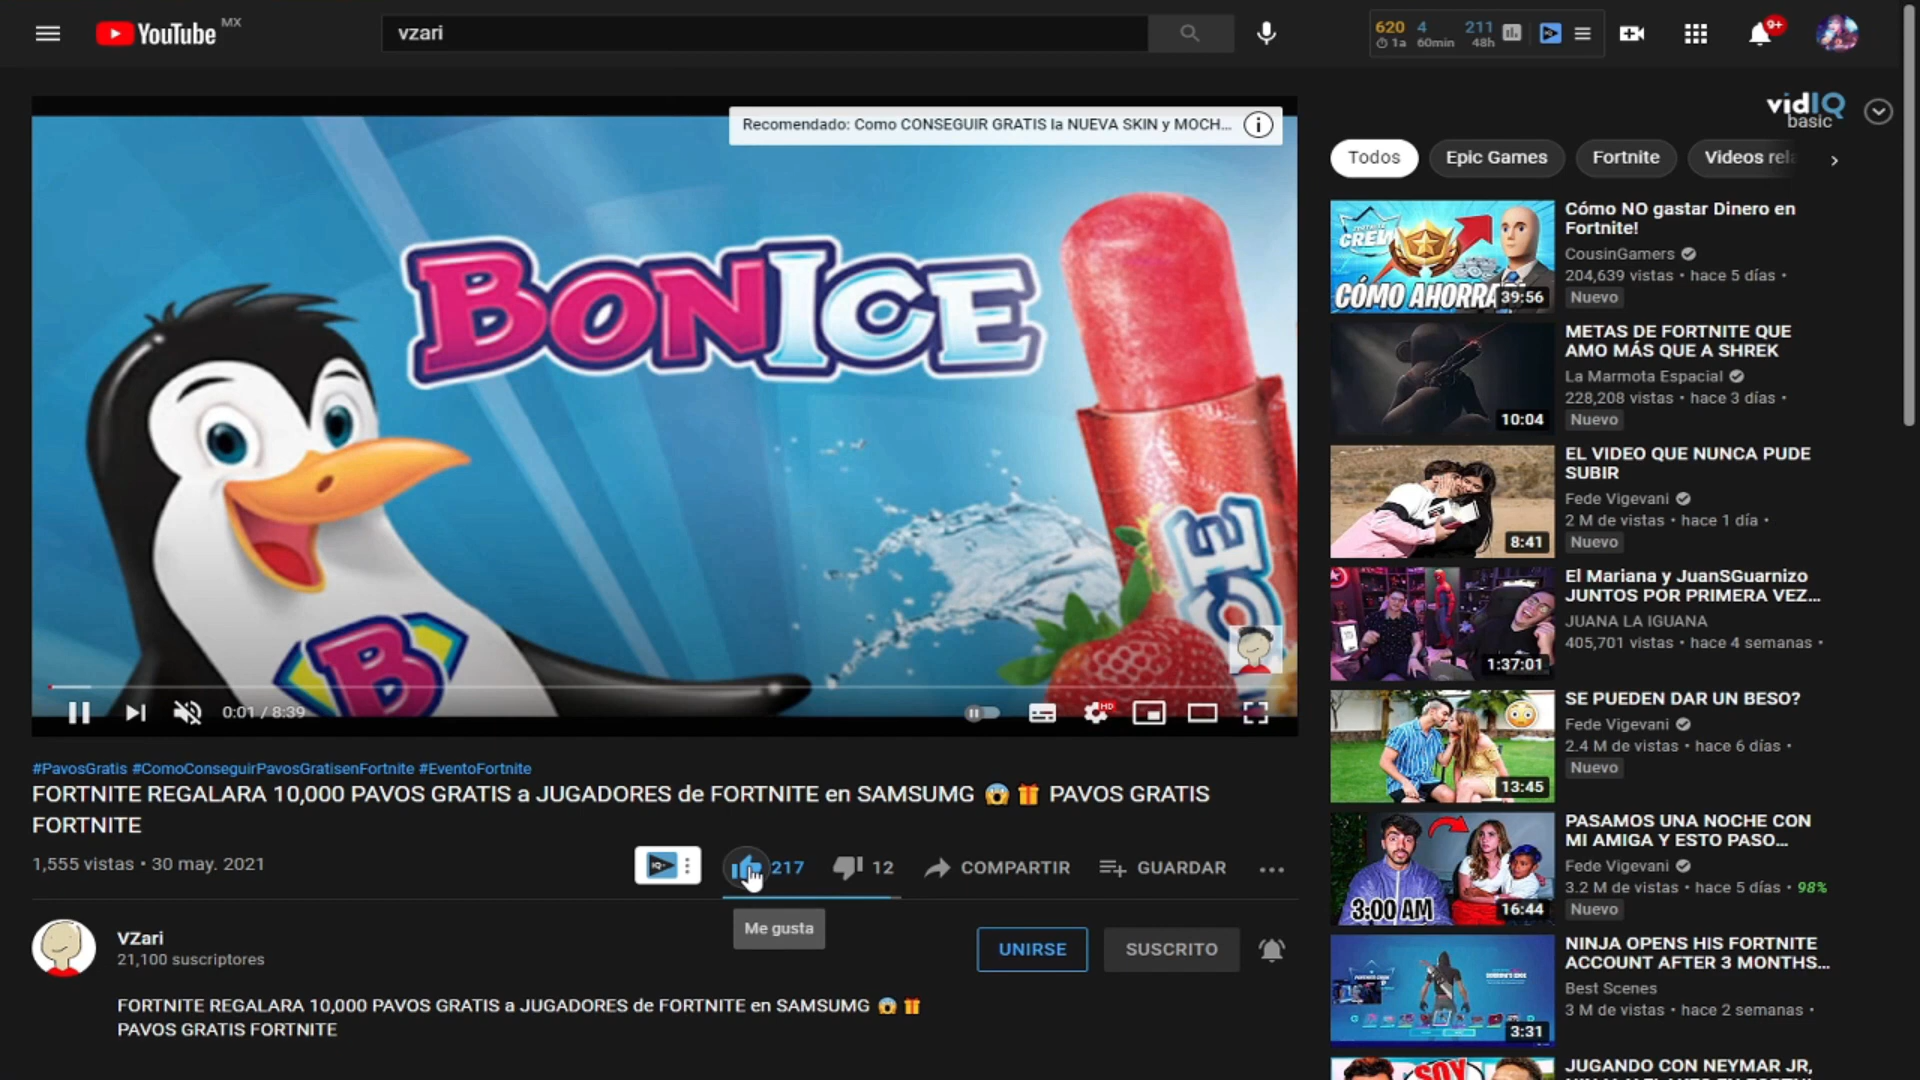 YouTube MX
vzari
620 4 211
1a 60min 48h
9+
vidIQ
basic
Recomendado: Como CONSEGUIR GRATIS la NUEVA SKIN y MOCH...
BONICE
B
ICE
0:01 / 8:39
HD
#PavosGratis #ComoConseguirPavosGratisenFortnite #EventoFortnite
FORTNITE REGALARA 10,000 PAVOS GRATIS a JUGADORES de FORTNITE en SAMSUMG 😱 🎁 PAVOS GRATIS
FORTNITE
1,555 vistas • 30 may. 2021
217
12
COMPARTIR
GUARDAR
Me gusta
VZari
21,100 suscriptores
UNIRSE
SUSCRITO
FORTNITE REGALARA 10,000 PAVOS GRATIS a JUGADORES de FORTNITE en SAMSUMG 😱 🎁
PAVOS GRATIS FORTNITE
Todos
Epic Games
Fortnite
Videos rela
CREW
CÓMO AHORRA
39:56
Cómo NO gastar Dinero en
Fortnite!
CousinGamers
204,639 vistas • hace 5 días •
Nuevo
10:04
METAS DE FORTNITE QUE
AMO MÁS QUE A SHREK
La Marmota Espacial
228,208 vistas • hace 3 días •
Nuevo
8:41
EL VIDEO QUE NUNCA PUDE
SUBIR
Fede Vigevani
2 M de vistas • hace 1 día •
Nuevo
1:37:01
El Mariana y JuanSGuarnizo
JUNTOS POR PRIMERA VEZ...
JUANA LA IGUANA
405,701 vistas • hace 4 semanas •
13:45
SE PUEDEN DAR UN BESO?
Fede Vigevani
2.4 M de vistas • hace 6 días •
Nuevo
3:00 AM
16:44
PASAMOS UNA NOCHE CON
MI AMIGA Y ESTO PASO...
Fede Vigevani
3.2 M de vistas • hace 5 días • 98%
Nuevo
3:31
NINJA OPENS HIS FORTNITE
ACCOUNT AFTER 3 MONTHS...
Best Scenes
3 M de vistas • hace 2 semanas •
SOY
JUGANDO CON NEYMAR JR,